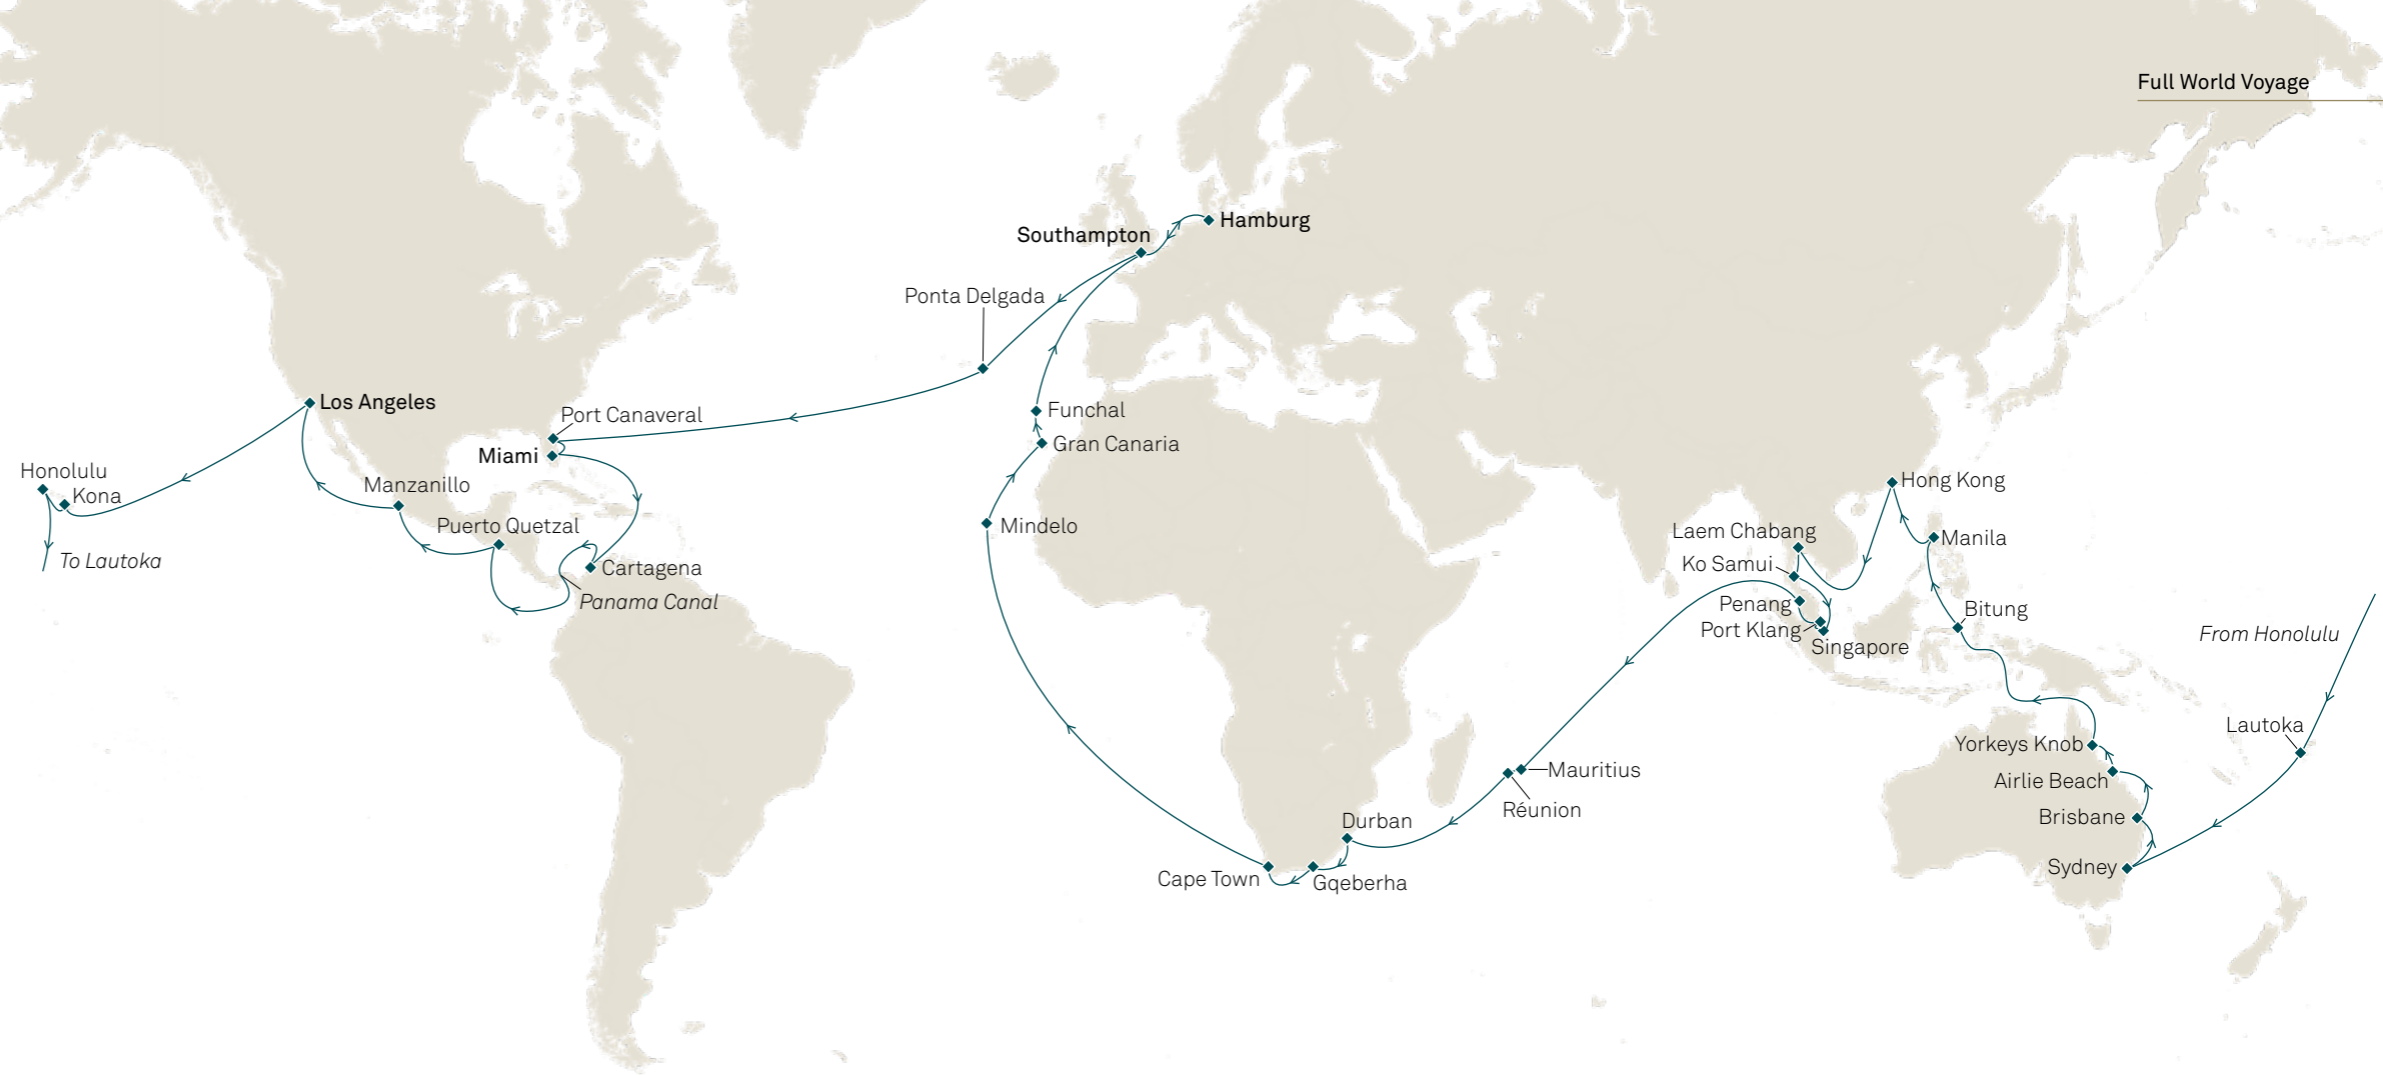 Full World Voyage
Hamburg
Southampton
Ponta Delgada
Los Angeles
Funchal
Port Canaveral
Gran Canaria
Miami
Honolulu
Hong Kong
Manzanillo
Kona
Puerto Quetzal
Mindelo
Laem Chabang
Manila
To Lautoka
Ko Samui
Cartagena
Panama Canal
Penang
Bitung
Port Klang
From Honolulu
Singapore
Lautoka
Yorkeys Knob
Mauritius
Airlie Beach
Réunion
Brisbane
Durban
Sydney
Cape Town
Gqeberha